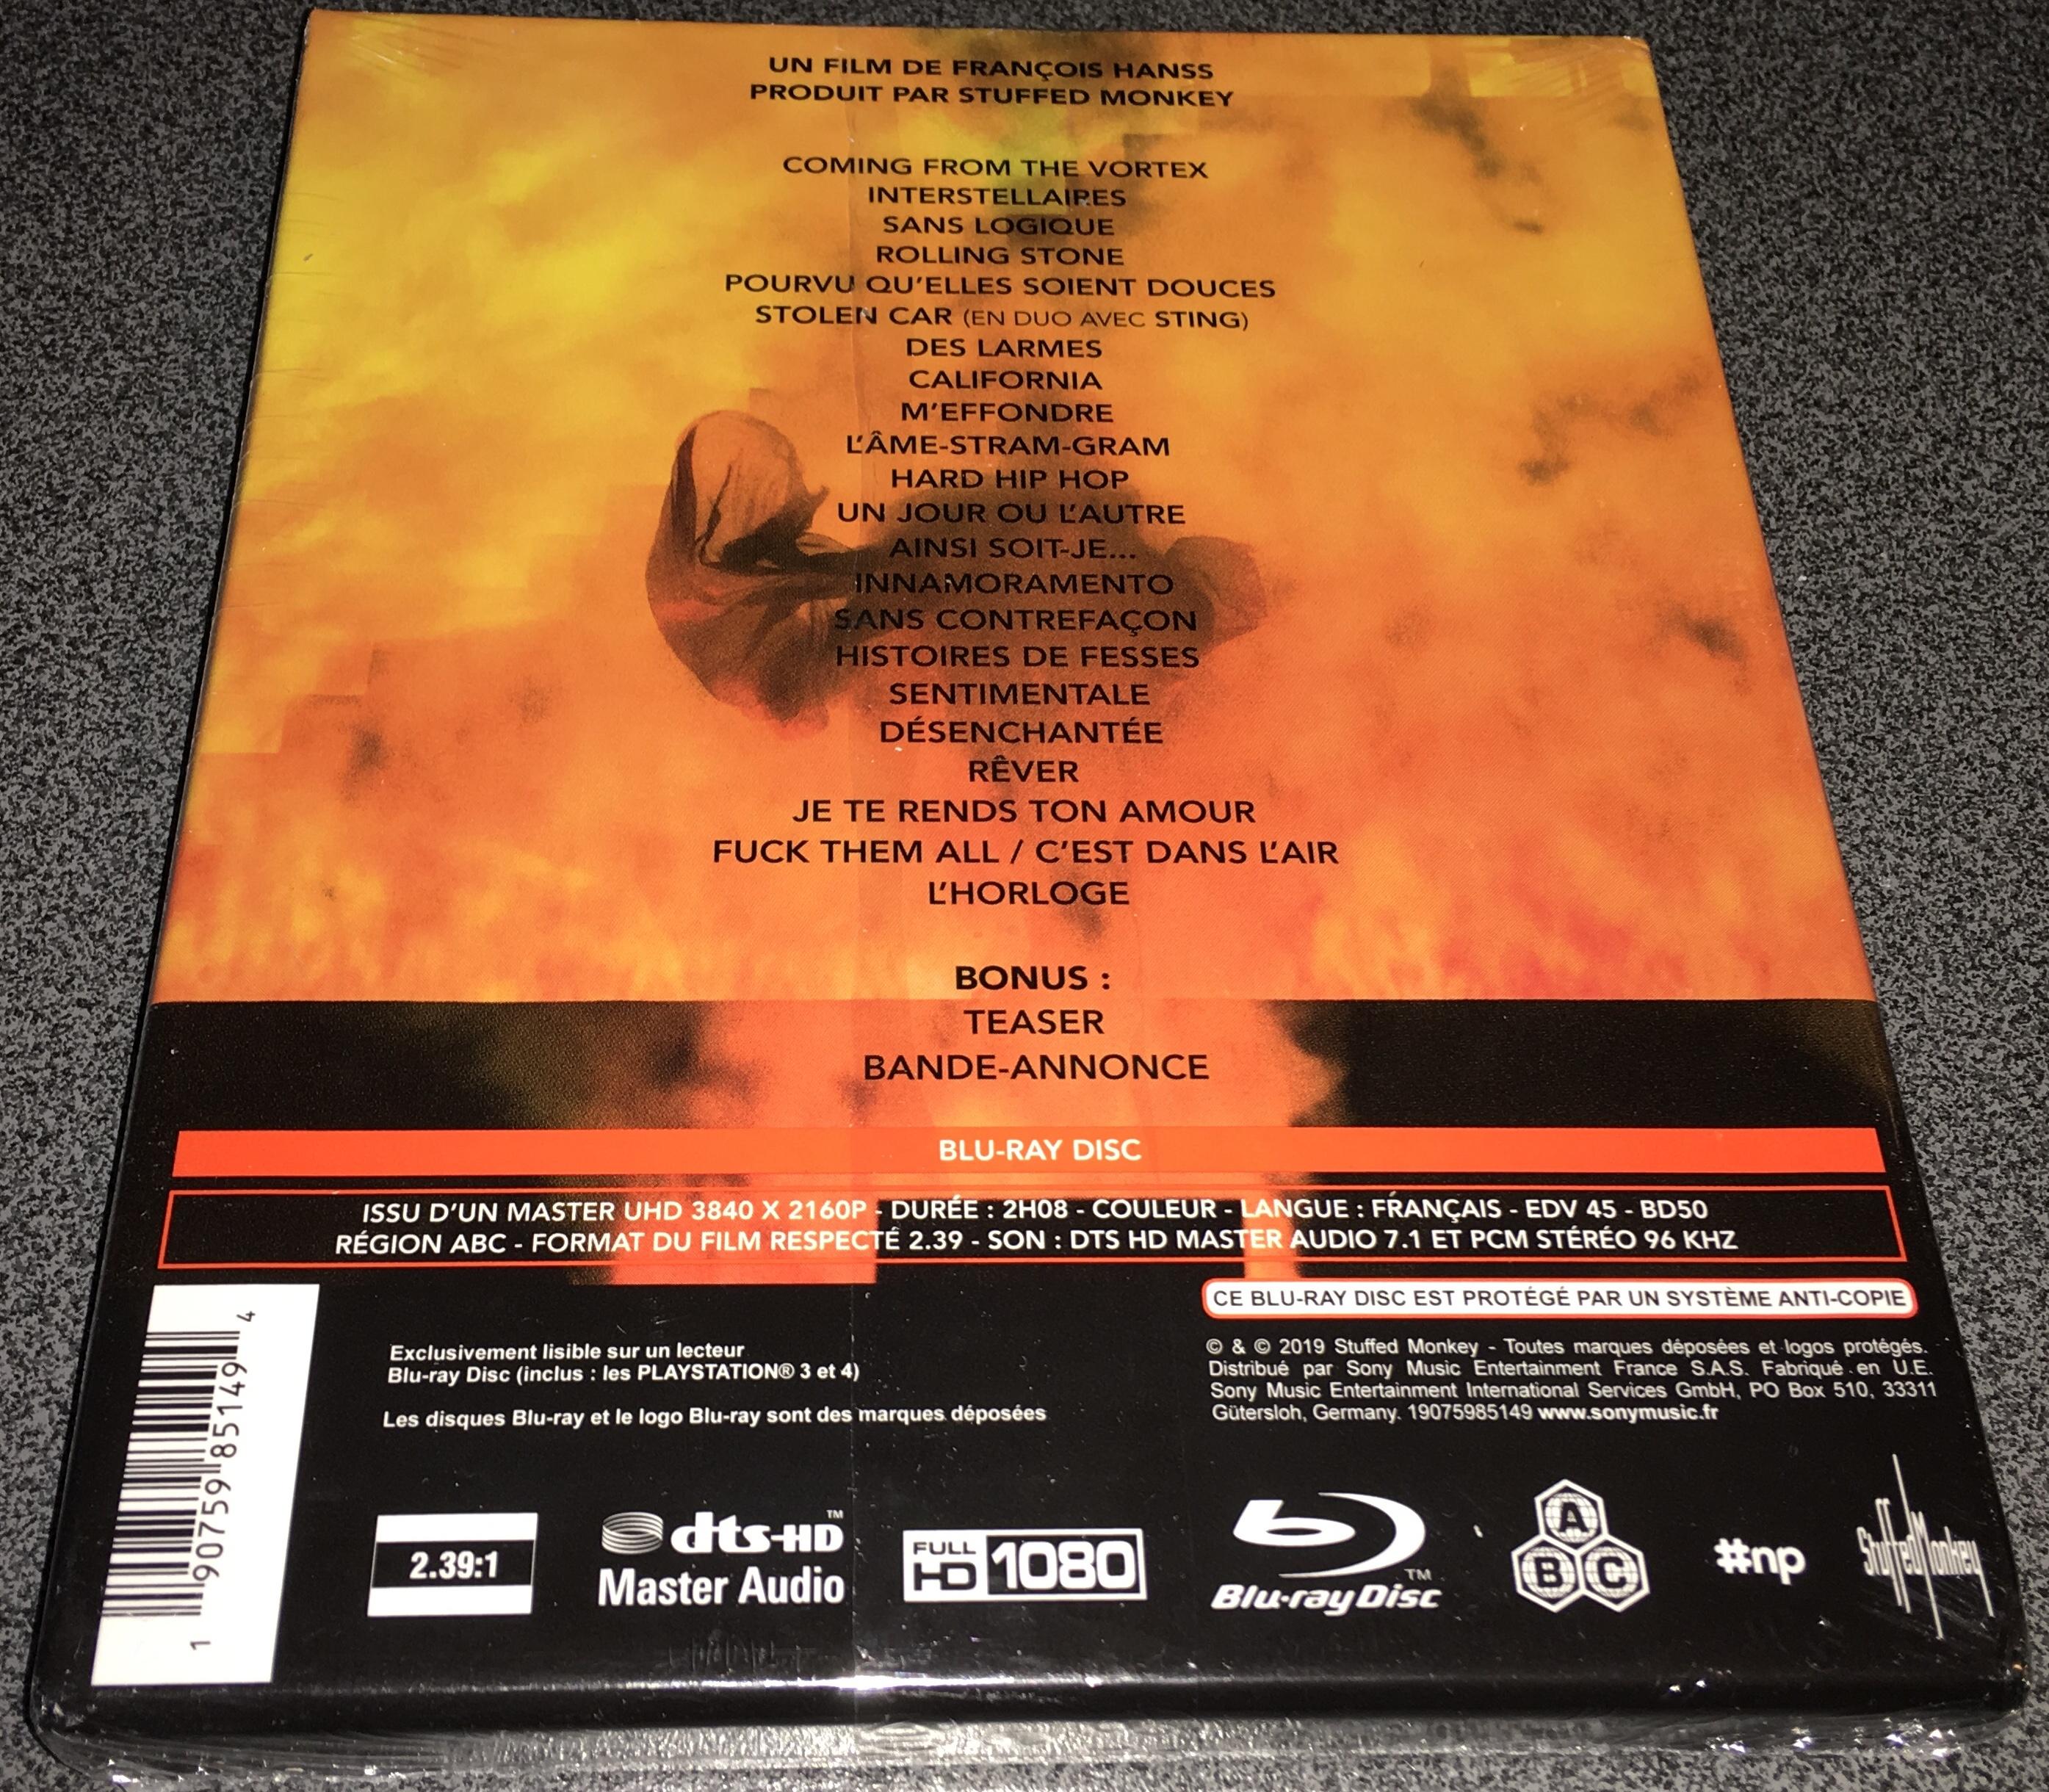 UN FILM DE FRANÇOIS HANSS
PRODUIT PAR STUFFED MONKEY
COMING FROM THE VORTEX
INTERSTELLAIRES
SANS LOGIQUE
ROLLING STONE
POURVU QU'ELLES SOIENT DOUCES
STOLEN CAR (EN DUO AVEC STING)
DES LARMES
CALIFORNIA
M'EFFONDRE
L'ÂME-STRAM-GRAM
HARD HIP HOP
UN JOUR OU L'AUTRE
AINSI SOIT-JE...
INNAMORAMENTO
SANS CONTREFAÇON
HISTOIRES DE FESSES
SENTIMENTALE
DÉSENCHANTÉE
RÊVER
JE TE RENDS TON AMOUR
FUCK THEM ALL / C'EST DANS L'AIR
L'HORLOGE
BONUS :
TEASER
BANDE-ANNONCE
BLU-RAY DISC
ISSU D'UN MASTER UHD 3840 X 2160P - DURÉE : 2H08 - COULEUR - LANGUE : FRANÇAIS - EDV 45 - BD50
RÉGION ABC - FORMAT DU FILM RESPECTÉ 2.39 - SON : DTS HD MASTER AUDIO 7.1 ET PCM STÉRÉO 96 KHZ
CE BLU-RAY DISC EST PROTÉGÉ PAR UN SYSTÈME ANTI-COPIE
1 90759 85149 4
Exclusivement lisible sur un lecteur
Blu-ray Disc (inclus : les PLAYSTATION® 3 et 4)
Les disques Blu-ray et le logo Blu-ray sont des marques déposées
© & © 2019 Stuffed Monkey - Toutes marques déposées et logos protégés.
Distribué par Sony Music Entertainment France S.A.S. Fabriqué en U.E.
Sony Music Entertainment International Services GmbH, PO Box 510, 33311
Gütersloh, Germany. 19075985149 www.sonymusic.fr
2.39:1
dts-HD™
Master Audio
FULL HD 1080
Blu-ray Disc™
A
B C
#np
Stuffed Monkey